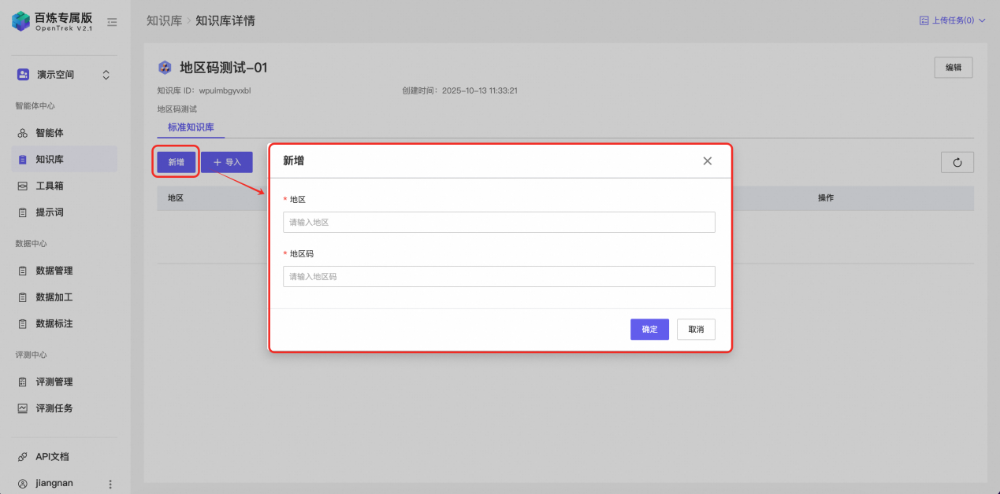 百炼专属版
OpenTrek V2.1
知识库 > 知识库详情
上传任务(0)
演示空间
智能体中心
智能体
知识库
工具箱
提示词
数据中心
数据管理
数据加工
数据标注
评测中心
评测管理
评测任务
API文档
jiangnan
地区码测试-01
编辑
知识库 ID: wpuimbgyvxbl
创建时间: 2025-10-13 11:33:21
地区码测试
标准知识库
新增
+ 导入
地区
操作
新增
* 地区
请输入地区
* 地区码
请输入地区码
确定
取消